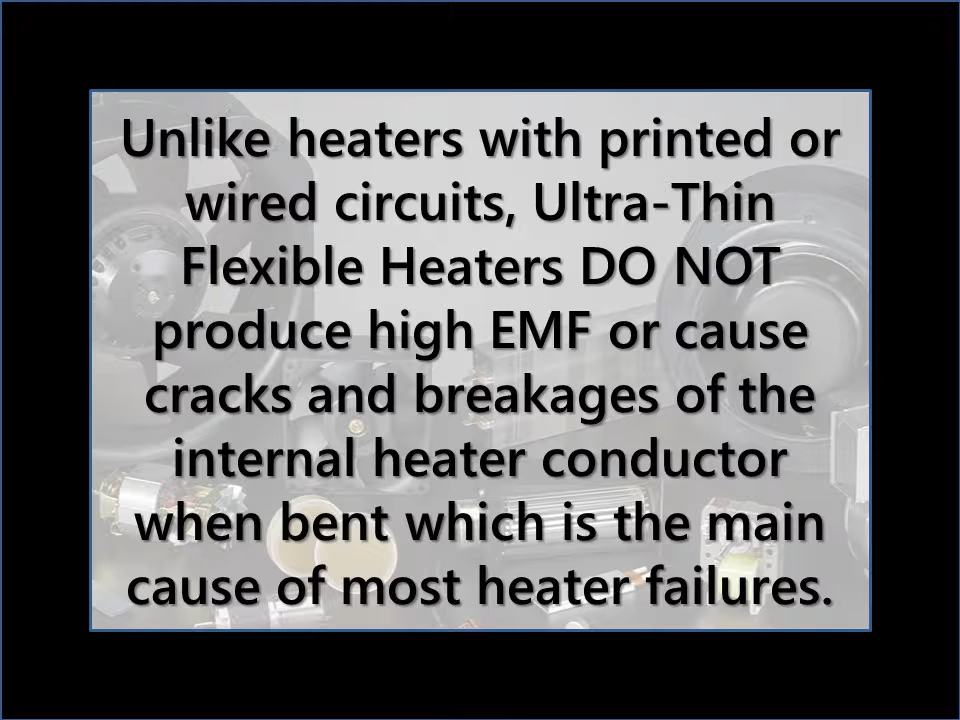 Unlike heaters with printed or
wired circuits, Ultra-Thin
Flexible Heaters DO NOT
produce high EMF or cause
cracks and breakages of the
internal heater conductor
when bent which is the main
cause of most heater failures.